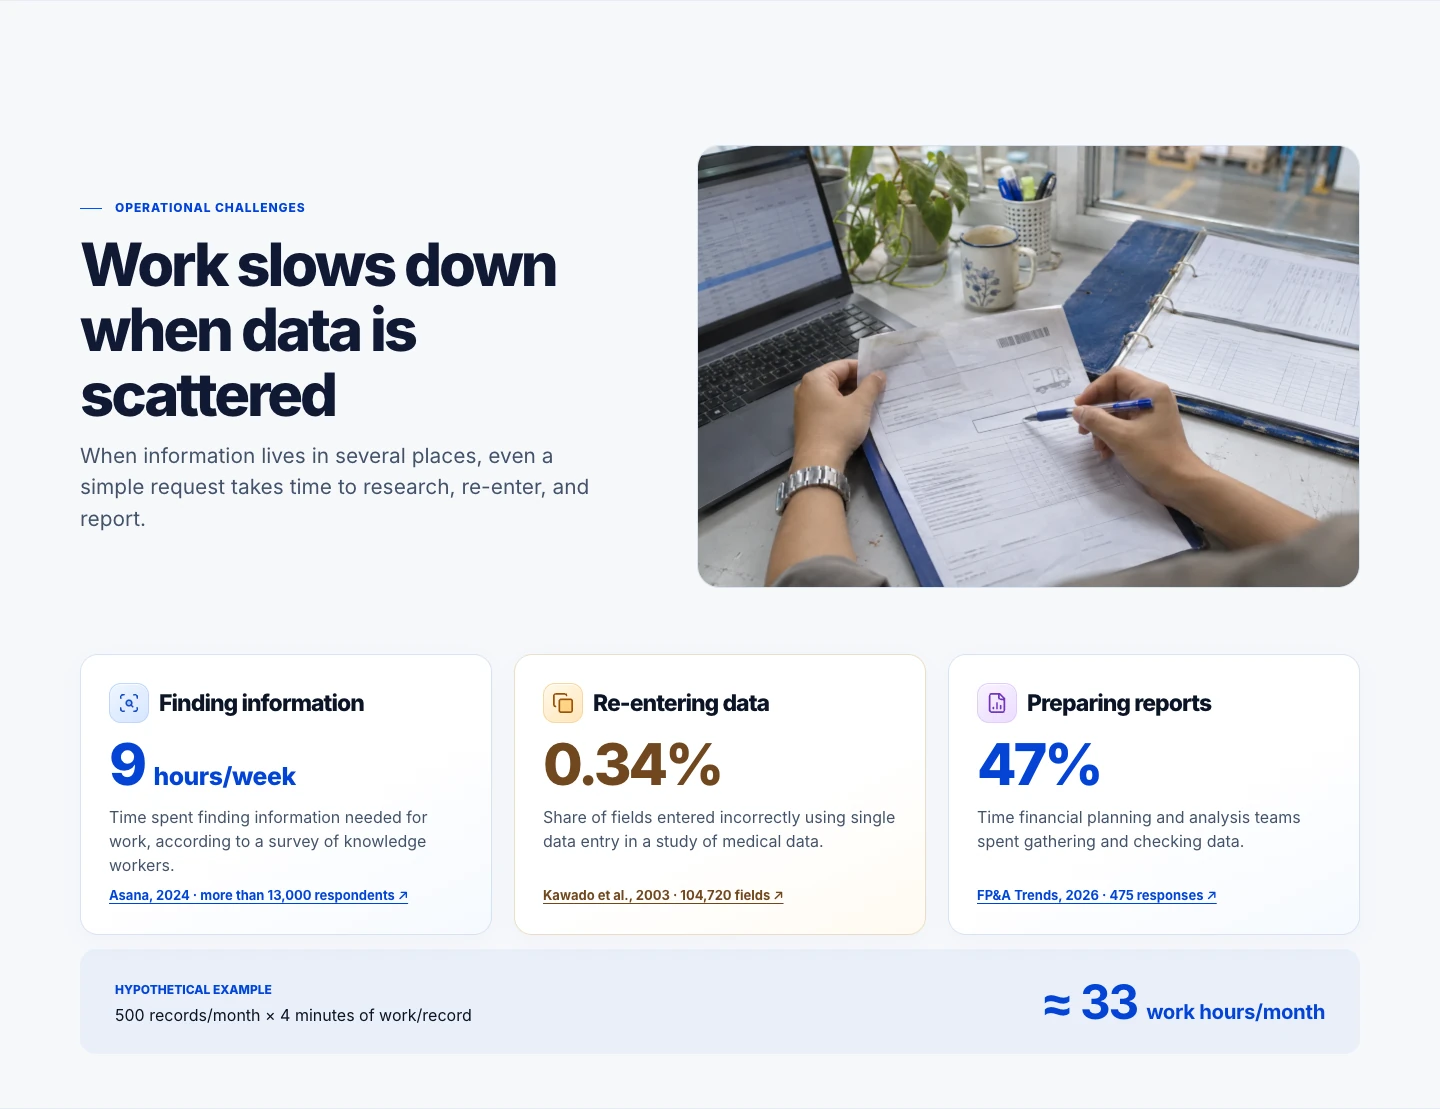 OPERATIONAL CHALLENGES
Work slows down
when data is
scattered
When information lives in several places, even a
simple request takes time to research, re-enter, and
report.
Finding information
9 hours/week
Time spent finding information needed for
work, according to a survey of knowledge
workers.
Asana, 2024 · more than 13,000 respondents ↗
Re-entering data
0.34%
Share of fields entered incorrectly using single
data entry in a study of medical data.
Kawado et al., 2003 · 104,720 fields ↗
Preparing reports
47%
Time financial planning and analysis teams
spent gathering and checking data.
FP&A Trends, 2026 · 475 responses ↗
HYPOTHETICAL EXAMPLE
500 records/month × 4 minutes of work/record
≈ 33 work hours/month